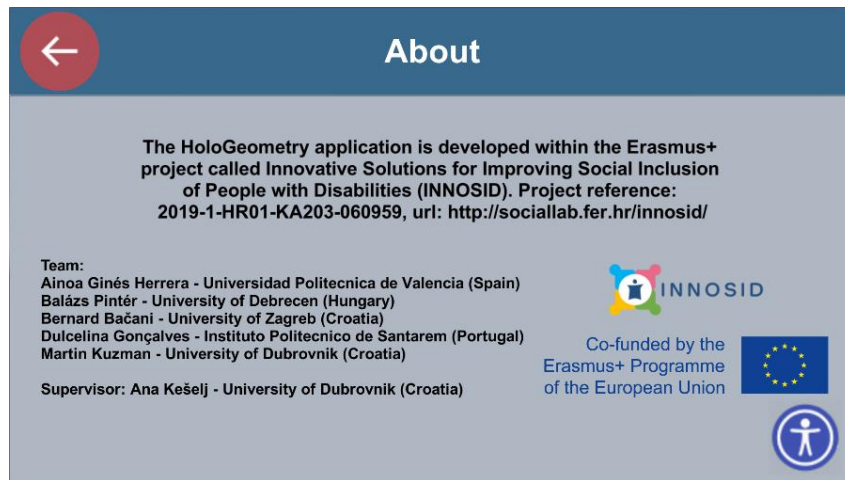 About
The HoloGeometry application is developed within the Erasmus+
project called Innovative Solutions for Improving Social Inclusion
of People with Disabilities (INNOSID). Project reference:
2019-1-HR01-KA203-060959, url: http://sociallab.fer.hr/innosid/
Team:
Ainoa Ginés Herrera - Universidad Politecnica de Valencia (Spain)
Balázs Pintér - University of Debrecen (Hungary)
Bernard Bačani - University of Zagreb (Croatia)
Dulcelina Gonçalves - Instituto Politecnico de Santarem (Portugal)
Martin Kuzman - University of Dubrovnik (Croatia)
Supervisor: Ana Kešelj - University of Dubrovnik (Croatia)
INNOSID
Co-funded by the
Erasmus+ Programme
of the European Union